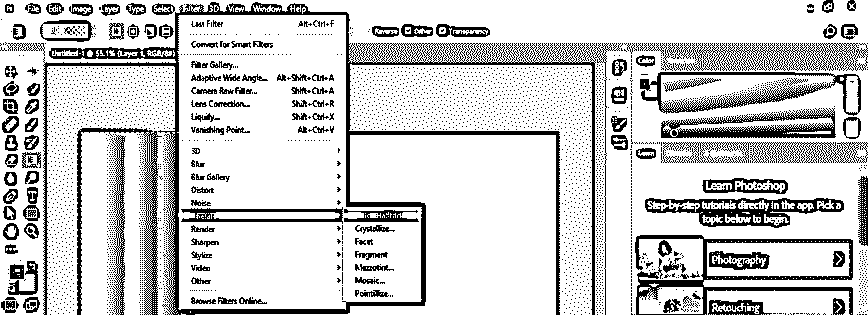 File Edit Image Layer Type Select Filter 3D View Window Help
Reverse Dither Transparency
Untitled-1 @ 55.1% (Layer 1, RGB/8#)
Last Filter Alt+Ctrl+F
Convert for Smart Filters
Filter Gallery...
Adaptive Wide Angle... Alt+Shift+Ctrl+A
Camera Raw Filter... Shift+Ctrl+A
Lens Correction... Shift+Ctrl+R
Liquify... Shift+Ctrl+X
Vanishing Point... Alt+Ctrl+V
3D
Blur
Blur Gallery
Distort
Noise
Render
Sharpen
Stylize
Video
Other
Browse Filters Online...
Crystallize...
Facet
Fragment
Mezzotint...
Mosaic...
Pointillize...
Color
Learn
Learn Photoshop
Step-by-step tutorials directly in the app. Pick a
topic below to begin.
Photography
Retouching